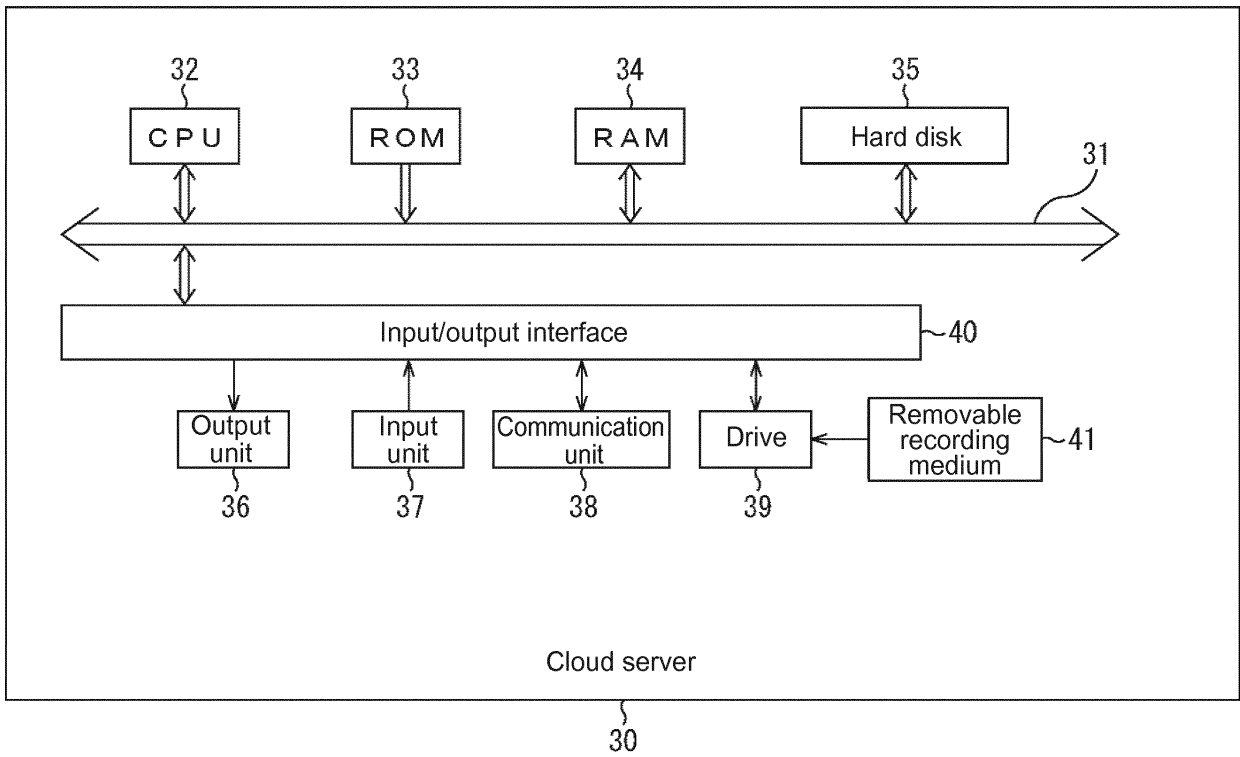 32
33
34
35
CPU
ROM
RAM
Hard disk
31
Input/output interface
40
Output
unit
Input
unit
Communication
unit
Drive
Removable
recording
medium
41
36
37
38
39
Cloud server
30